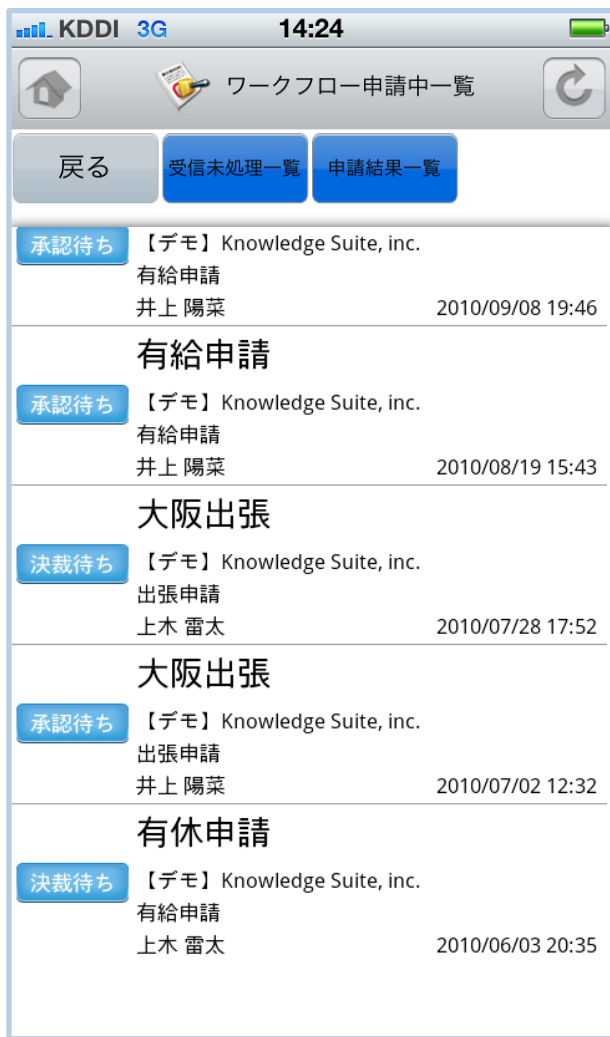 KDDI 3G 14:24
ワークフロー申請中一覧
戻る 受信未処理一覧 申請結果一覧
承認待ち 【デモ】Knowledge Suite, inc.
有給申請
井上 陽菜 2010/09/08 19:46
有給申請
承認待ち 【デモ】Knowledge Suite, inc.
有給申請
井上 陽菜 2010/08/19 15:43
大阪出張
決裁待ち 【デモ】Knowledge Suite, inc.
出張申請
上木 雷太 2010/07/28 17:52
大阪出張
承認待ち 【デモ】Knowledge Suite, inc.
出張申請
井上 陽菜 2010/07/02 12:32
有休申請
決裁待ち 【デモ】Knowledge Suite, inc.
有給申請
上木 雷太 2010/06/03 20:35